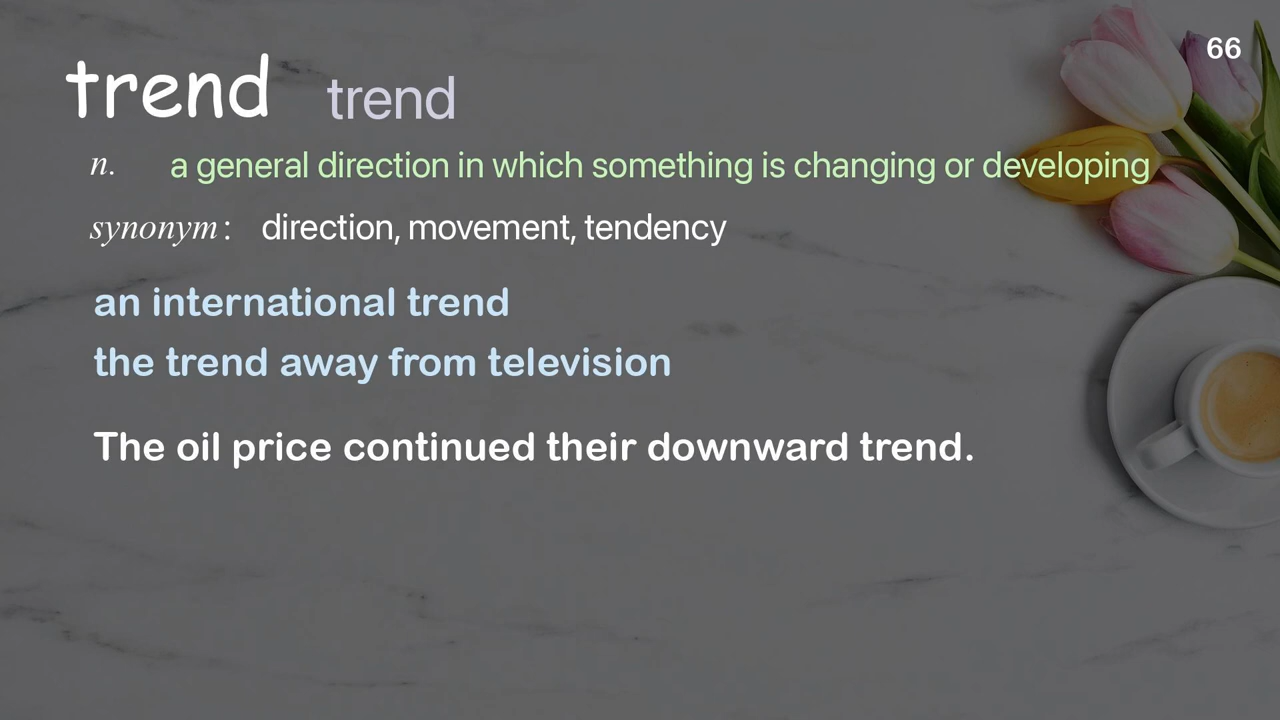 66
trend trend
n. a general direction in which something is changing or developing
synonym: direction, movement, tendency
an international trend
the trend away from television
The oil price continued their downward trend.